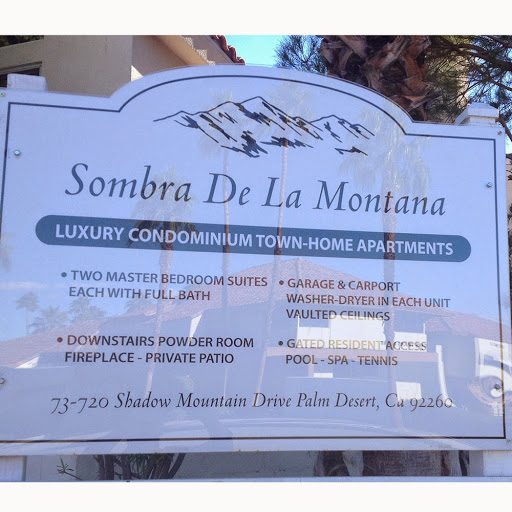 Sombra De La Montana
LUXURY CONDOMINIUM TOWN-HOME APARTMENTS
• TWO MASTER BEDROOM SUITES
EACH WITH FULL BATH
• DOWNSTAIRS POWDER ROOM
FIREPLACE - PRIVATE PATIO
• GARAGE & CARPORT
WASHER-DRYER IN EACH UNIT
VAULTED CEILINGS
• GATED RESIDENT ACCESS
POOL - SPA - TENNIS
73-720 Shadow Mountain Drive Palm Desert, Ca 92260